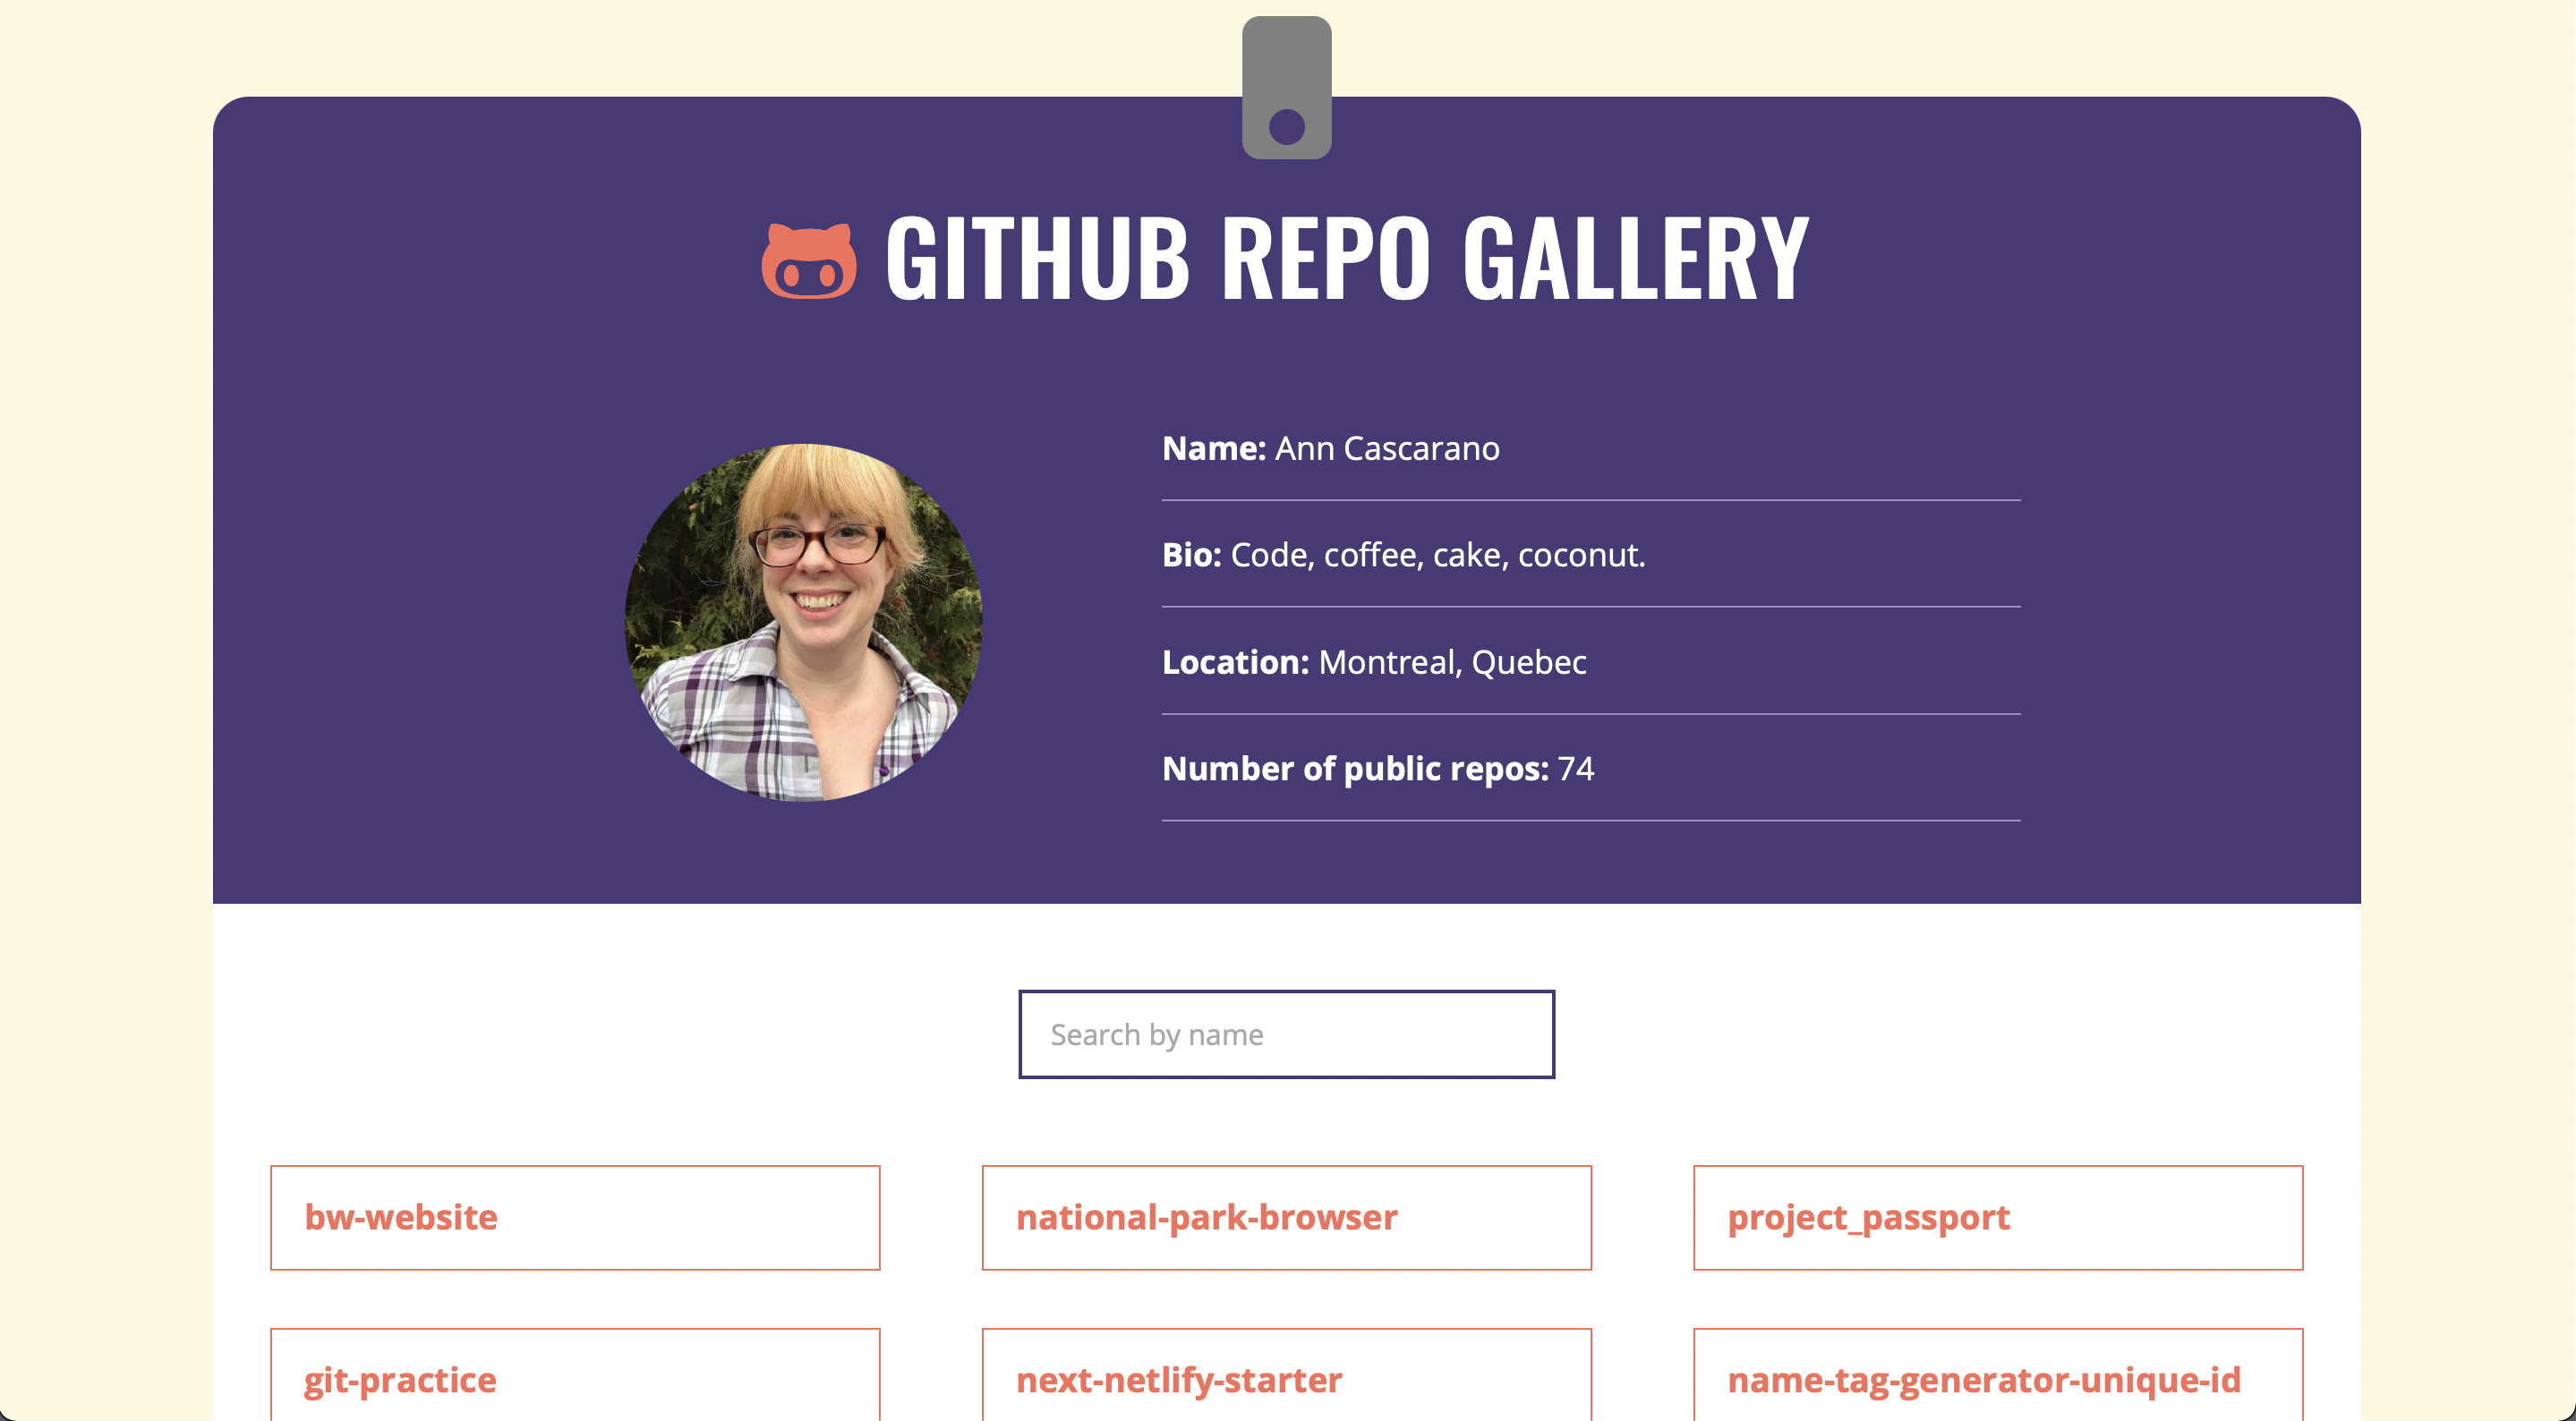 GITHUB REPO GALLERY
Name: Ann Cascarano
Bio: Code, coffee, cake, coconut.
Location: Montreal, Quebec
Number of public repos: 74
Search by name
bw-website
national-park-browser
project_passport
git-practice
next-netlify-starter
name-tag-generator-unique-id